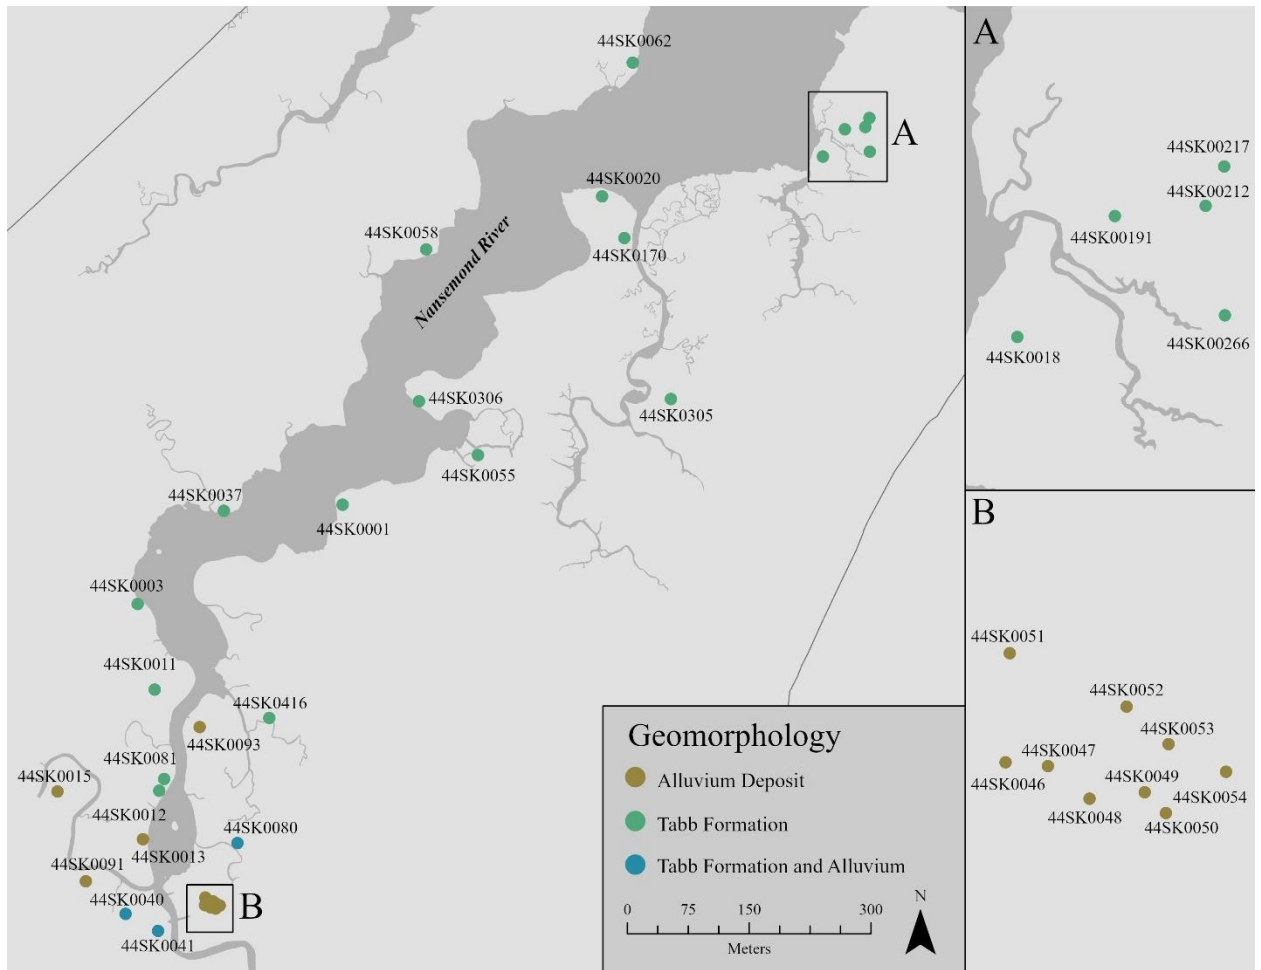 44SK0062
A
44SK0020
44SK0058
44SK0170
Nansemond River
44SK0306
44SK0305
44SK0055
44SK0037
44SK0001
44SK0003
44SK0011
44SK0416
44SK0093
44SK0081
44SK0015
44SK0012
44SK0080
44SK0013
44SK0091
44SK0040
B
44SK0041
A
44SK00217
44SK00212
44SK00191
44SK00266
44SK0018
B
44SK0051
44SK0052
44SK0053
44SK0047
44SK0046
44SK0049
44SK0054
44SK0048
44SK0050
Geomorphology
Alluvium Deposit
Tabb Formation
Tabb Formation and Alluvium
N
0 75 150 300
Meters